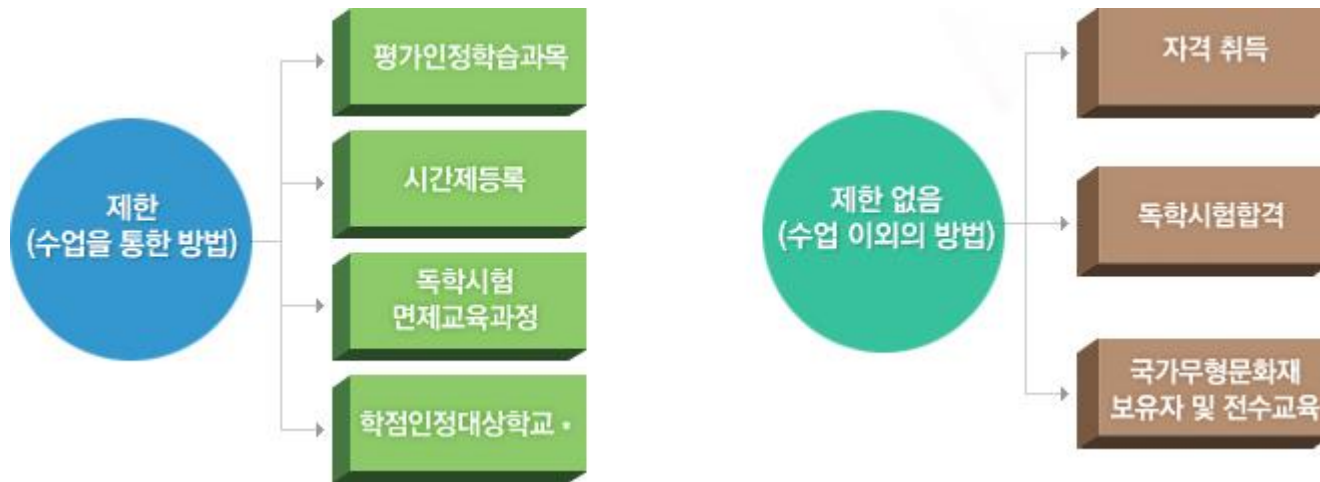 제한
(수업을 통한 방법)
평가인정학습과목
시간제등록
독학시험
면제교육과정
학점인정대상학교 *
제한 없음
(수업 이외의 방법)
자격 취득
독학시험합격
국가무형문화재
보유자 및 전수교육